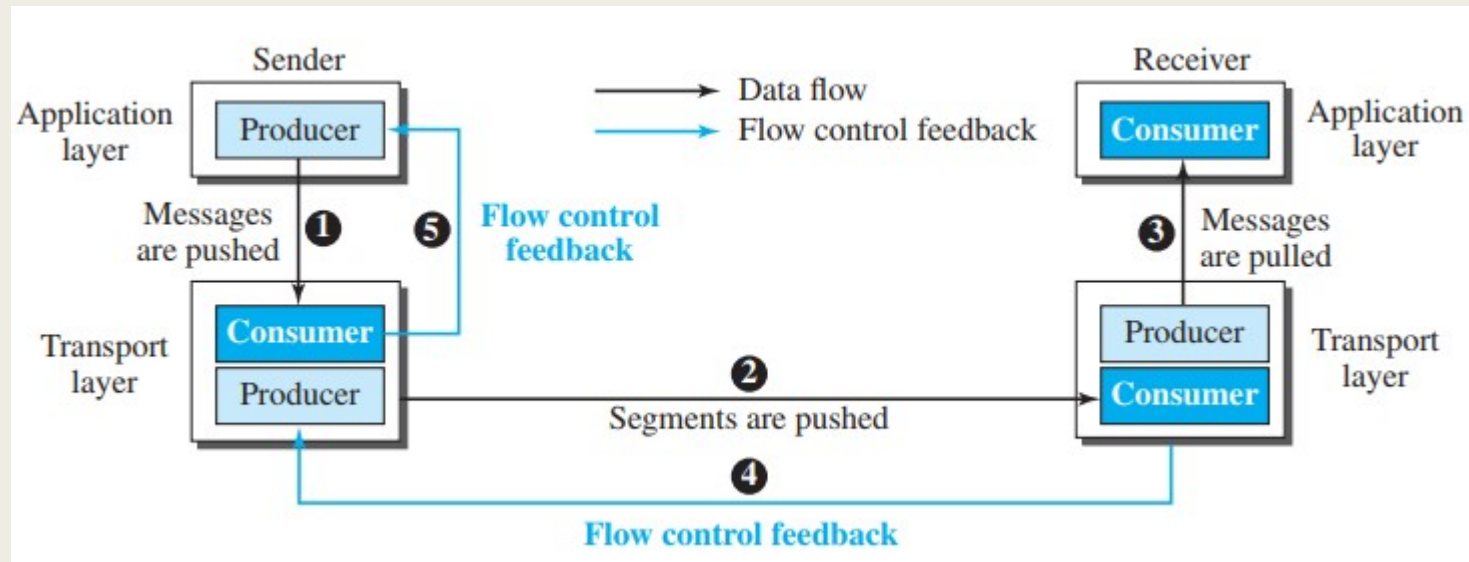 Sender
Receiver
Data flow
Flow control feedback
Application
layer
Producer
Consumer
Application
layer
Messages
are pushed
1
5
Flow control
feedback
3
Messages
are pulled
Transport
layer
Consumer
Producer
2
Segments are pushed
Producer
Consumer
Transport
layer
4
Flow control feedback